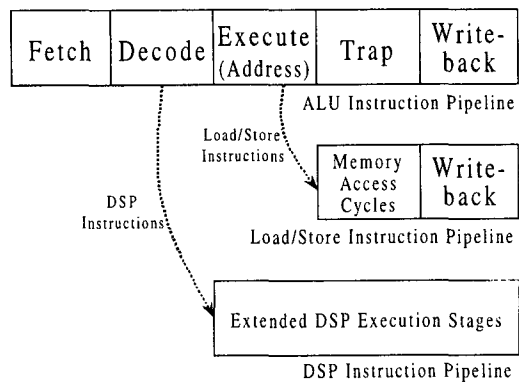 Fetch
Decode
Execute
(Address)
Trap
Write-
back
ALU Instruction Pipeline
Load/Store
Instructions
Memory
Access
Cycles
Write-
back
Load/Store Instruction Pipeline
DSP
Instructions
Extended DSP Execution Stages
DSP Instruction Pipeline